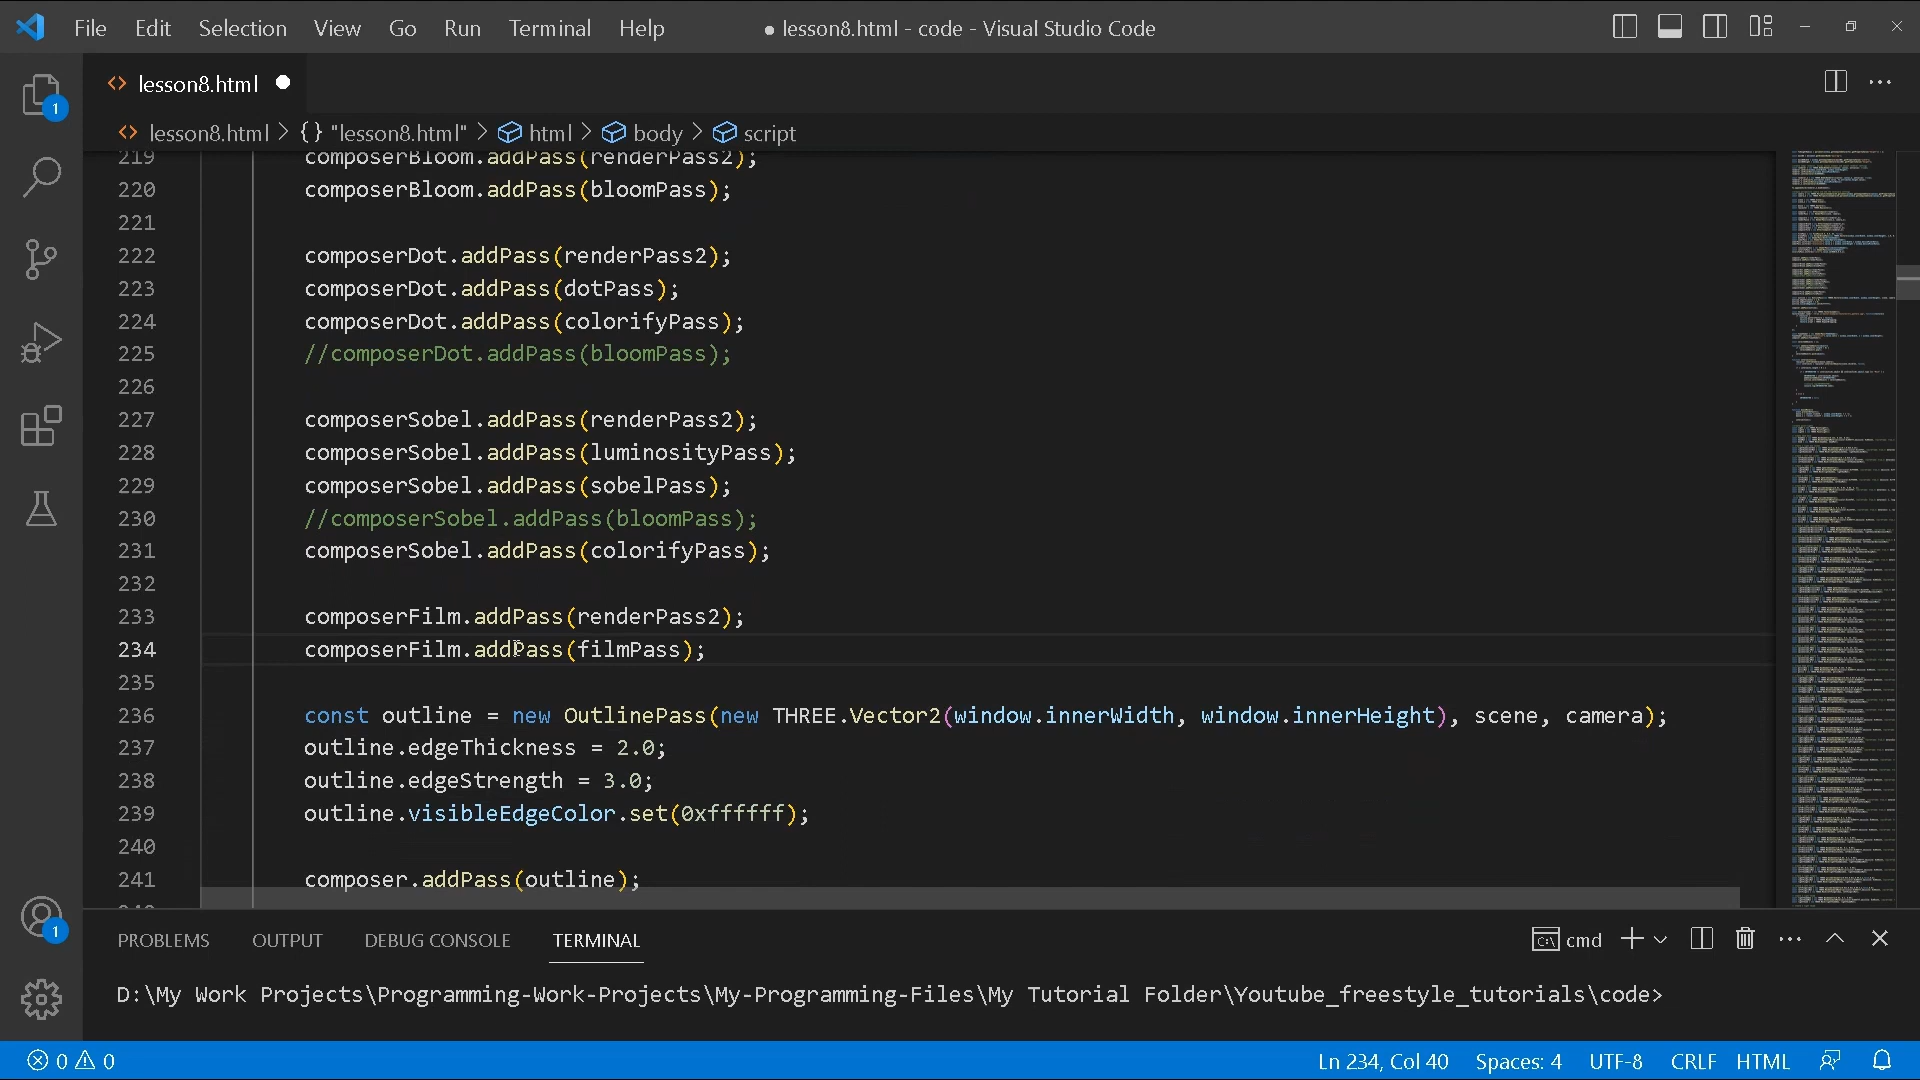 File Edit Selection View Go Run Terminal Help ● lesson8.html - code - Visual Studio Code
1
<> lesson8.html ●
<> lesson8.html > {} "lesson8.html" > html > body > script
219 composerBloom.addPass(renderPass2);
220 composerBloom.addPass(bloomPass);
221
222 composerDot.addPass(renderPass2);
223 composerDot.addPass(dotPass);
224 composerDot.addPass(colorifyPass);
225 //composerDot.addPass(bloomPass);
226
227 composerSobel.addPass(renderPass2);
228 composerSobel.addPass(luminosityPass);
229 composerSobel.addPass(sobelPass);
230 //composerSobel.addPass(bloomPass);
231 composerSobel.addPass(colorifyPass);
232
233 composerFilm.addPass(renderPass2);
234 composerFilm.addPass(filmPass);
235
236 const outline = new OutlinePass(new THREE.Vector2(window.innerWidth, window.innerHeight), scene, camera);
237 outline.edgeThickness = 2.0;
238 outline.edgeStrength = 3.0;
239 outline.visibleEdgeColor.set(0xffffff);
240
241 composer.addPass(outline);
1
PROBLEMS OUTPUT DEBUG CONSOLE TERMINAL cmd
D:\My Work Projects\Programming-Work-Projects\My-Programming-Files\My Tutorial Folder\Youtube_freestyle_tutorials\code>
0 0 Ln 234, Col 40 Spaces: 4 UTF-8 CRLF HTML